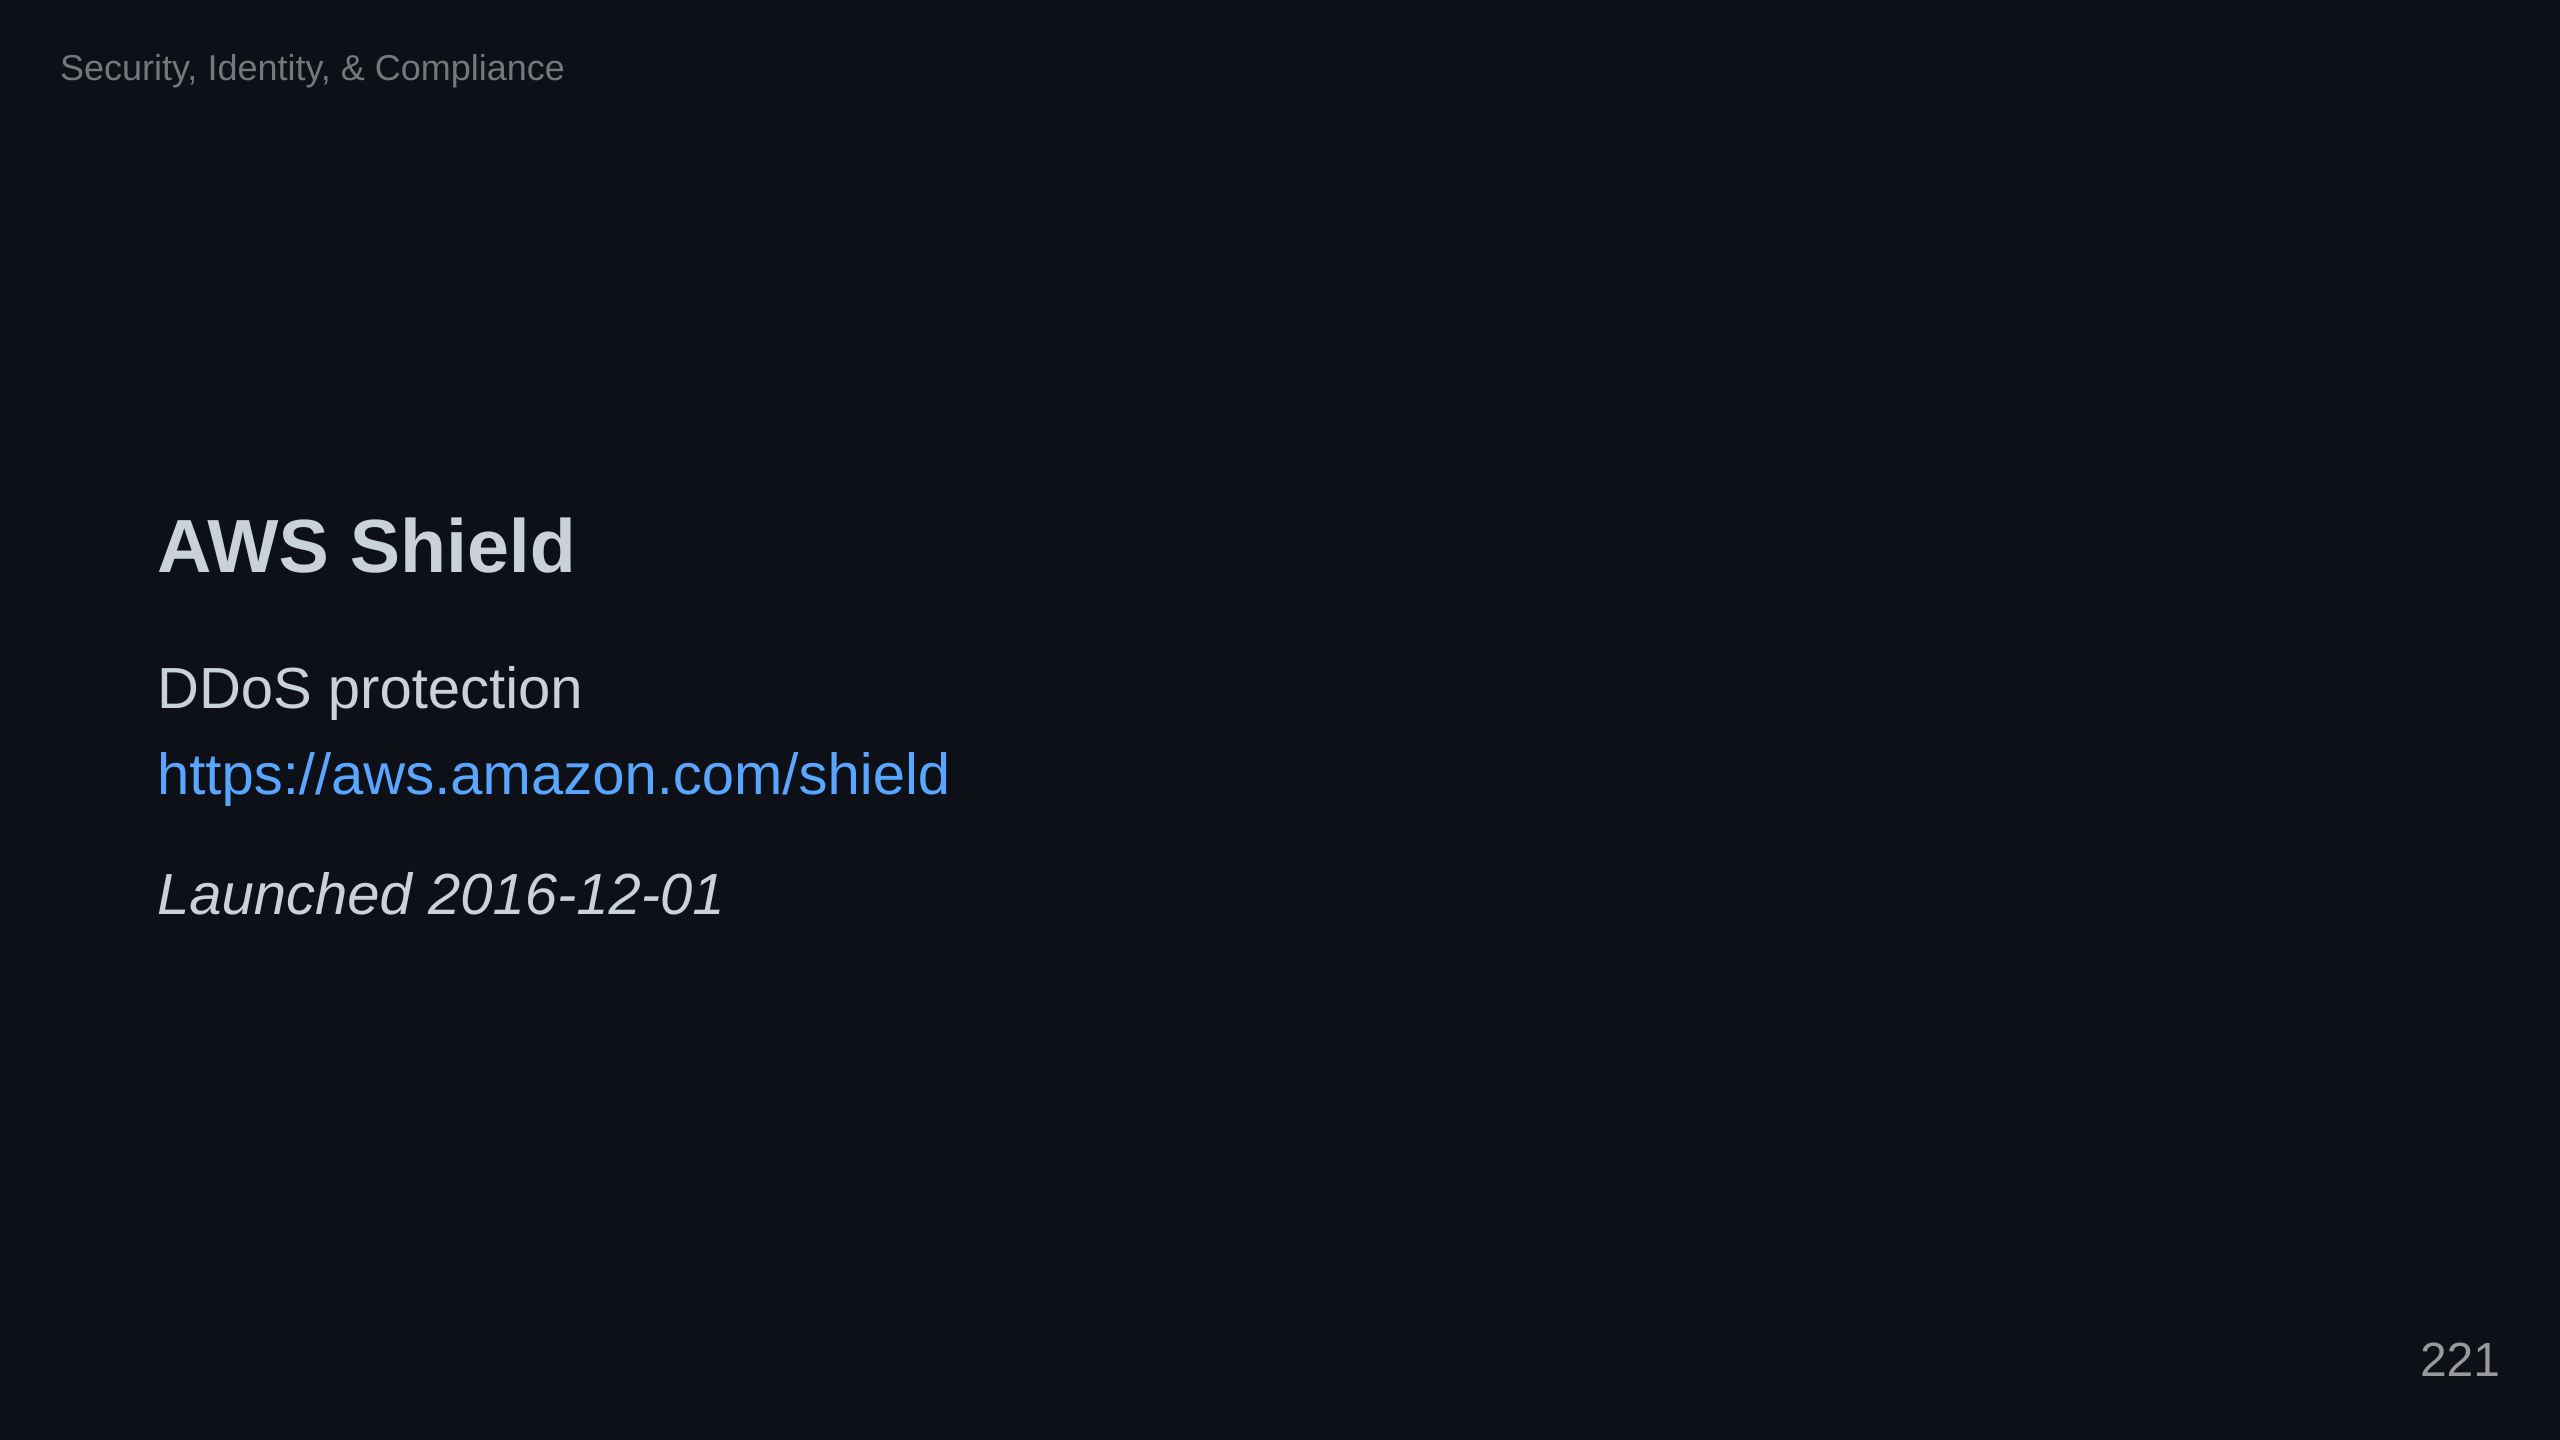 Security, Identity, & Compliance
AWS Shield
DDoS protection
https://aws.amazon.com/shield
Launched 2016-12-01
221